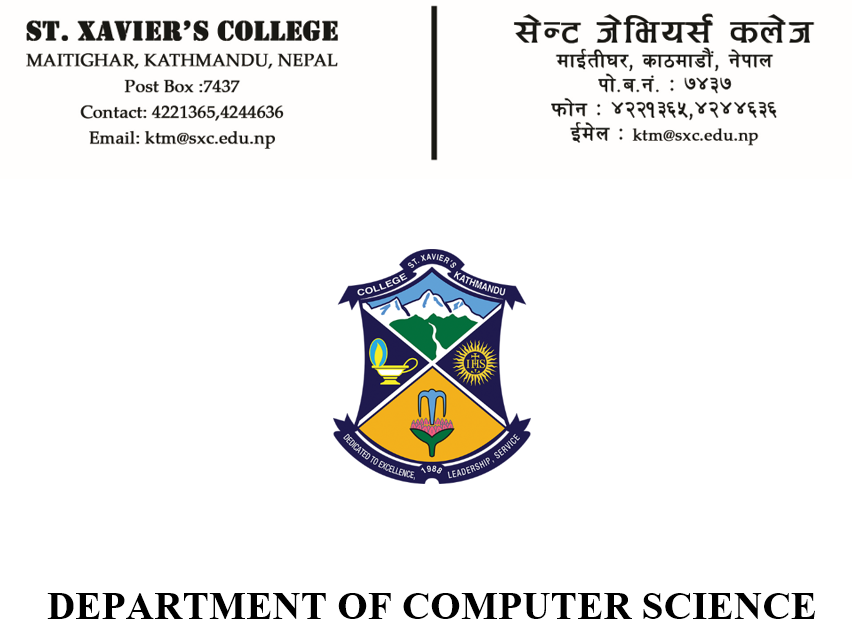 ST. XAVIER'S COLLEGE
MAITIGHAR, KATHMANDU, NEPAL
Post Box :7437
Contact: 4221365,4244636
Email: ktm@sxc.edu.np
सेन्ट जेभियर्स कलेज
माईतीघर, काठमाडौं, नेपाल
पो.ब.नं. : ७४३७
फोन : ४२२१३६५,४२४४६३६
ईमेल : ktm@sxc.edu.np
ST. XAVIER'S
COLLEGE KATHMANDU
IHS
DEDICATED TO EXCELLENCE, 1988 LEADERSHIP, SERVICE
DEPARTMENT OF COMPUTER SCIENCE